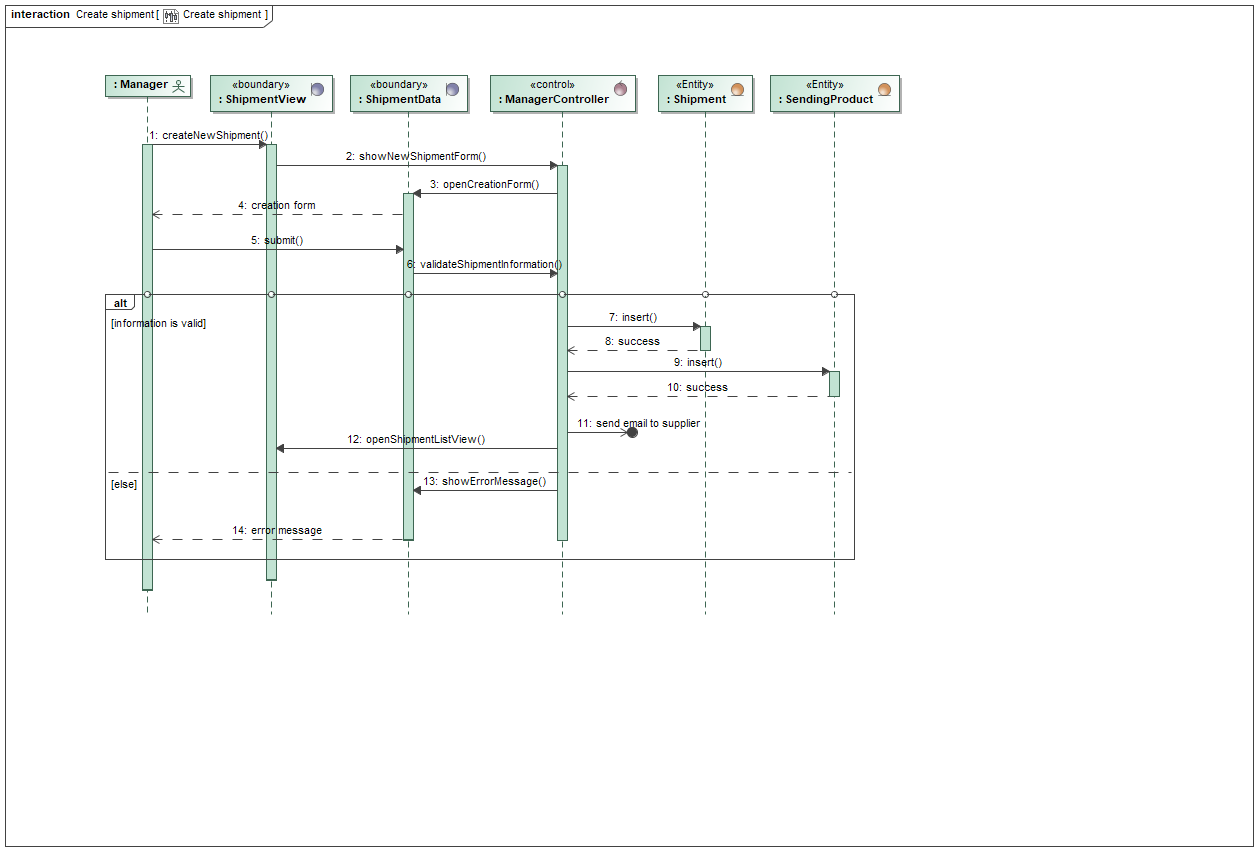 interaction Create shipment [ Create shipment ]
: Manager
«boundary»
: ShipmentView
«boundary»
: ShipmentData
«control»
: ManagerController
«Entity»
: Shipment
«Entity»
: SendingProduct
1: createNewShipment()
2: showNewShipmentForm()
3: openCreationForm()
4: creation form
5: submit()
6: validateShipmentInformation()
alt
[information is valid]
7: insert()
8: success
9: insert()
10: success
11: send email to supplier
12: openShipmentListView()
[else]
13: showErrorMessage()
14: error message